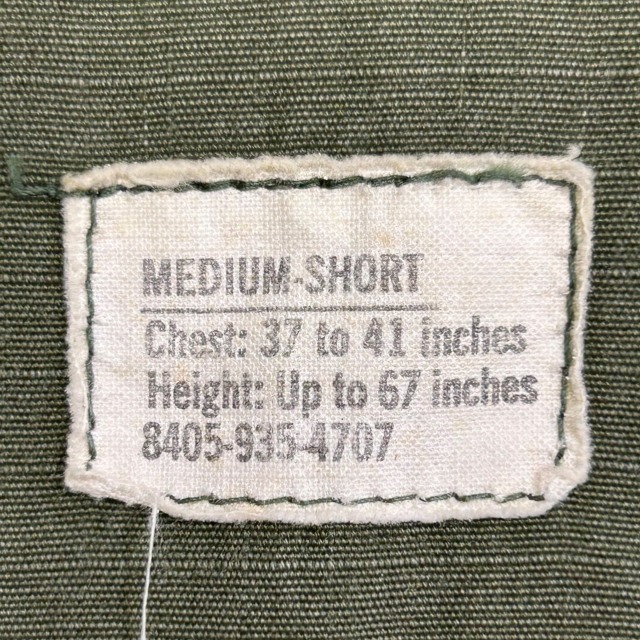 MEDIUM-SHORT
Chest: 37 to 41 inches
Height: Up to 67 inches
8405-935-4707